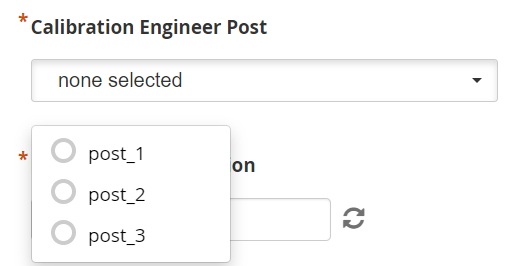 * Calibration Engineer Post
none selected
post_1
* on
post_2
post_3